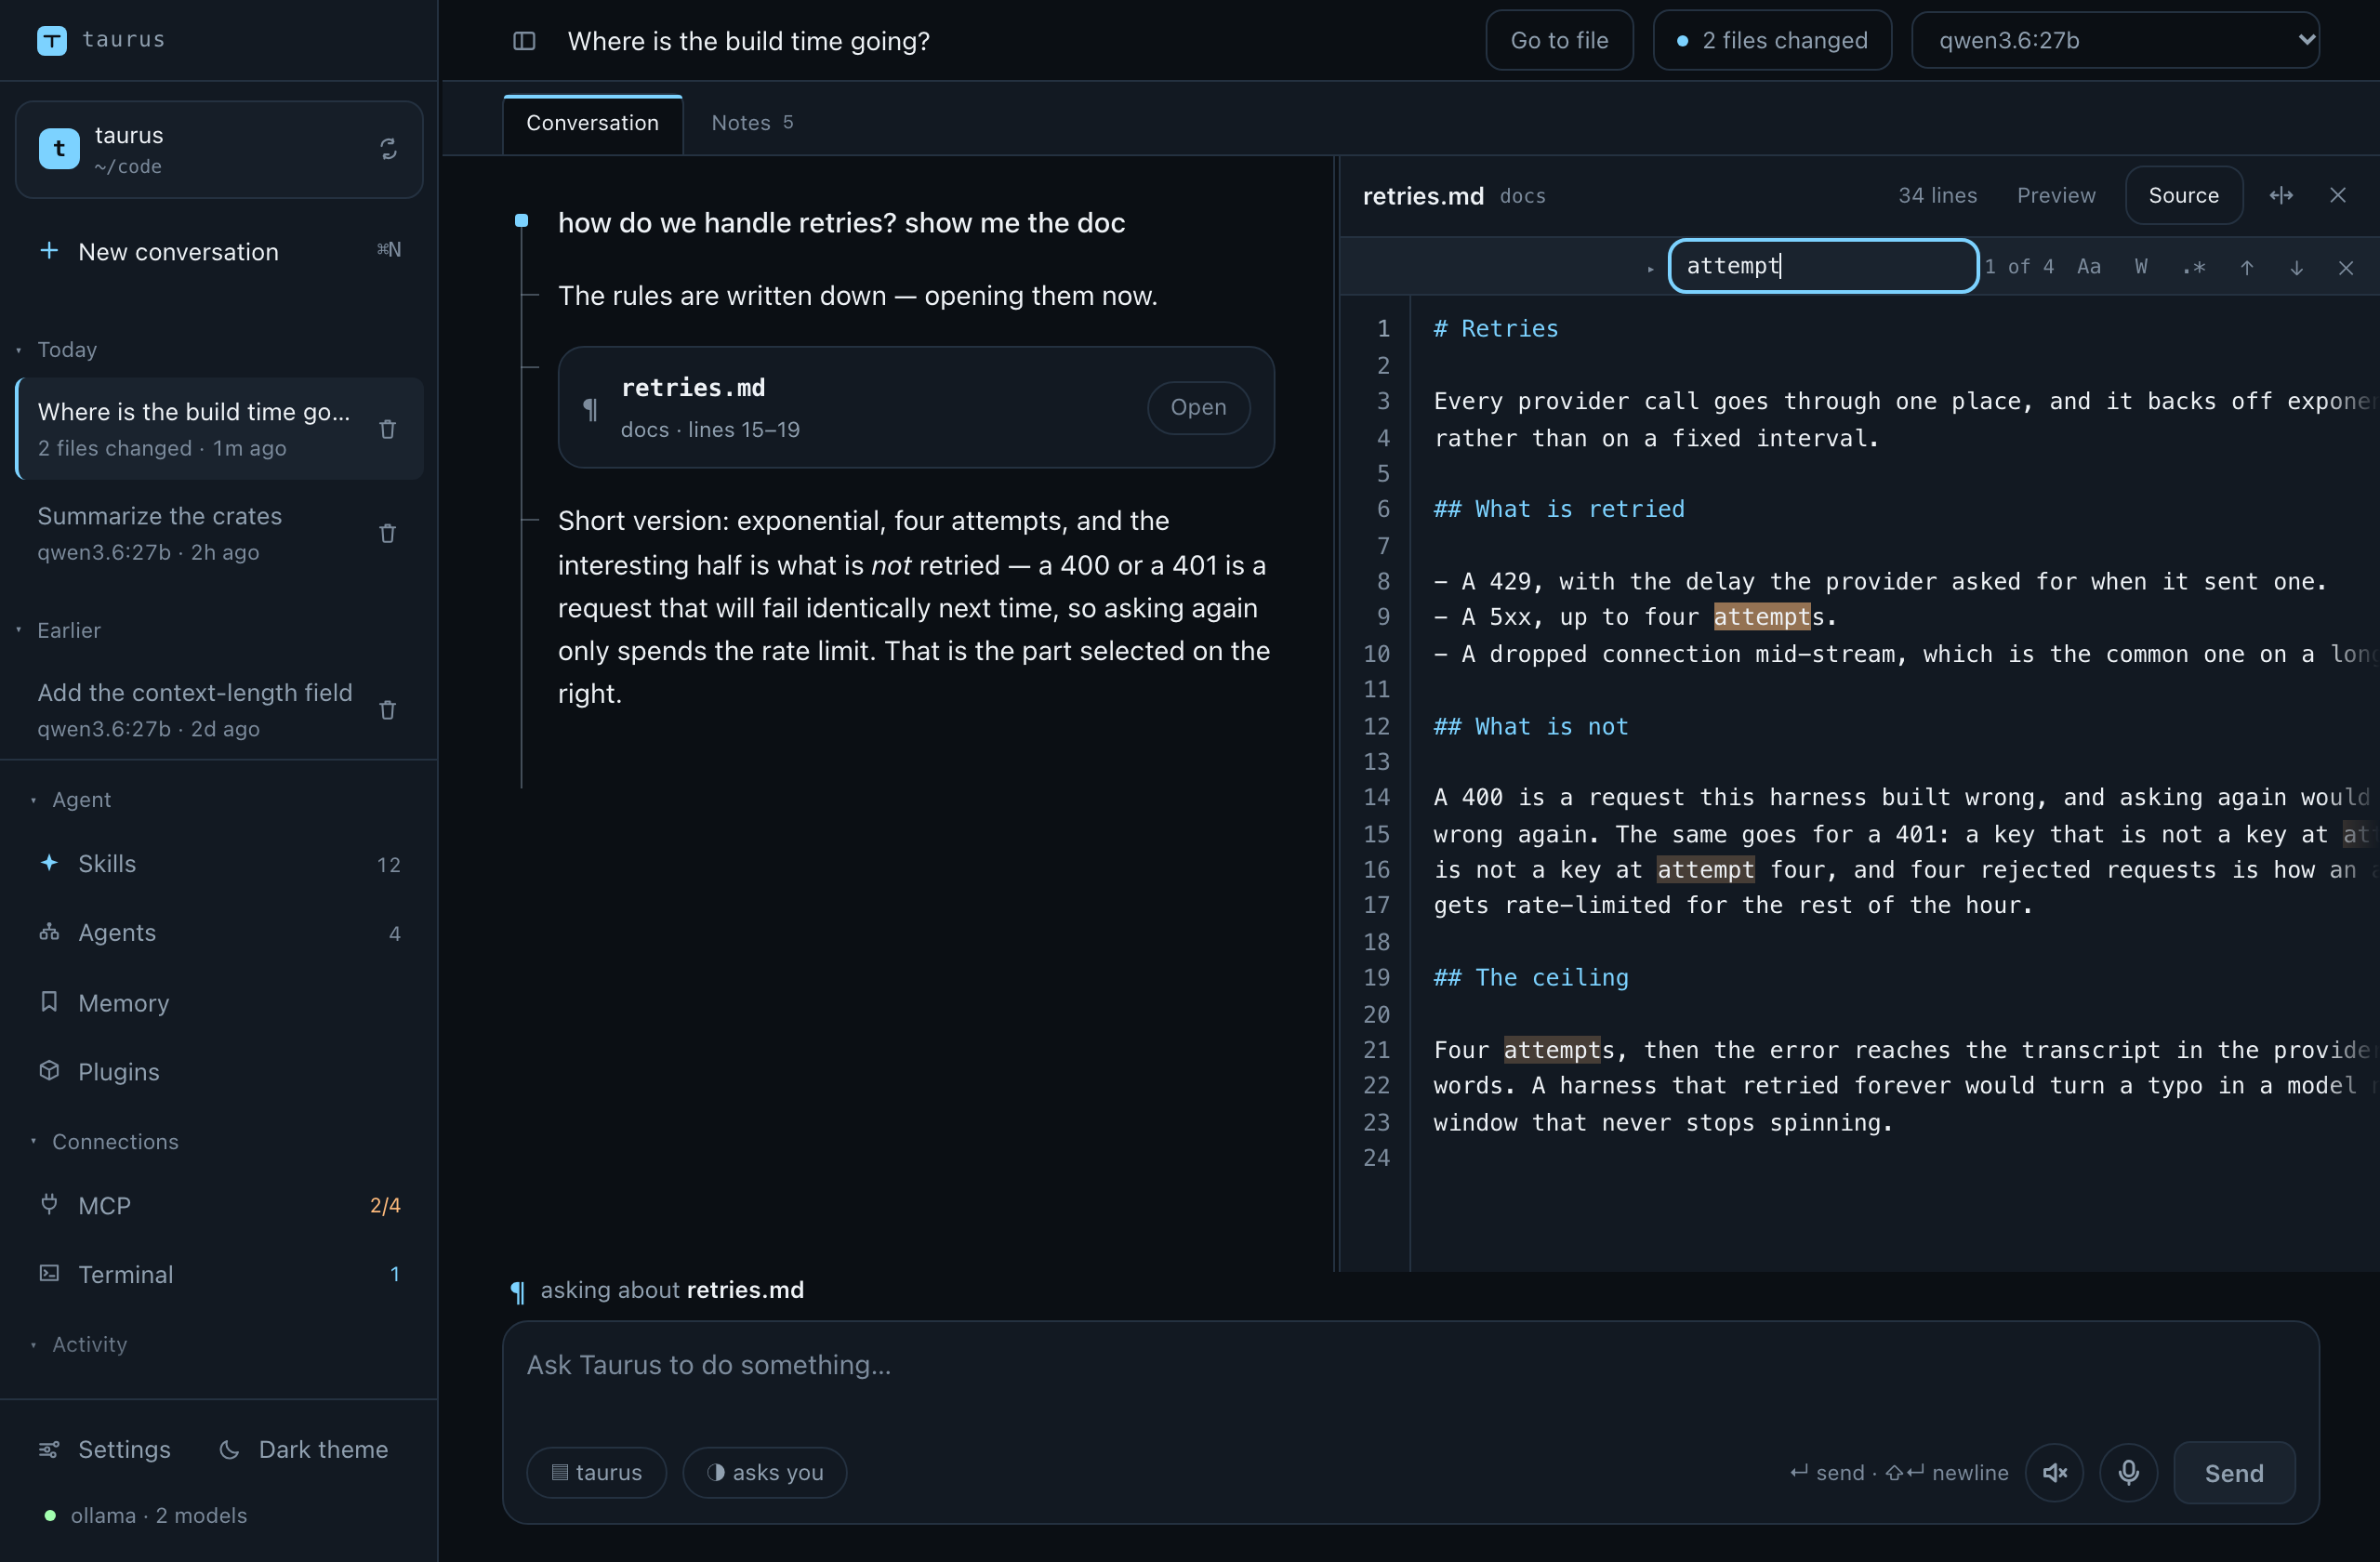 taurus
t
taurus
~/code
New conversation ⌘N
Today
Where is the build time go...
2 files changed · 1m ago
Summarize the crates
qwen3.6:27b · 2h ago
Earlier
Add the context-length field
qwen3.6:27b · 2d ago
Agent
Skills 12
Agents 4
Memory
Plugins
Connections
MCP 2/4
Terminal 1
Activity
Settings Dark theme
ollama · 2 models
Where is the build time going?
Go to file 2 files changed qwen3.6:27b
Conversation Notes 5
how do we handle retries? show me the doc
The rules are written down — opening them now.
¶ retries.md
docs · lines 15–19
Open
Short version: exponential, four attempts, and the
interesting half is what is not retried — a 400 or a 401 is a
request that will fail identically next time, so asking again
only spends the rate limit. That is the part selected on the
right.
retries.md docs 34 lines Preview Source
attempt 1 of 4 Aa W .* ↑ ↓ ×
1 # Retries
2
3 Every provider call goes through one place, and it backs off expone
4 rather than on a fixed interval.
5
6 ## What is retried
7
8 - A 429, with the delay the provider asked for when it sent one.
9 - A 5xx, up to four attempts.
10 - A dropped connection mid-stream, which is the common one on a long
11
12 ## What is not
13
14 A 400 is a request this harness built wrong, and asking again would
15 wrong again. The same goes for a 401: a key that is not a key at at
16 is not a key at attempt four, and four rejected requests is how an a
17 gets rate-limited for the rest of the hour.
18
19 ## The ceiling
20
21 Four attempts, then the error reaches the transcript in the provide
22 words. A harness that retried forever would turn a typo in a model
23 window that never stops spinning.
24
¶ asking about retries.md
Ask Taurus to do something...
taurus asks you
↵ send · ⇧↵ newline Send